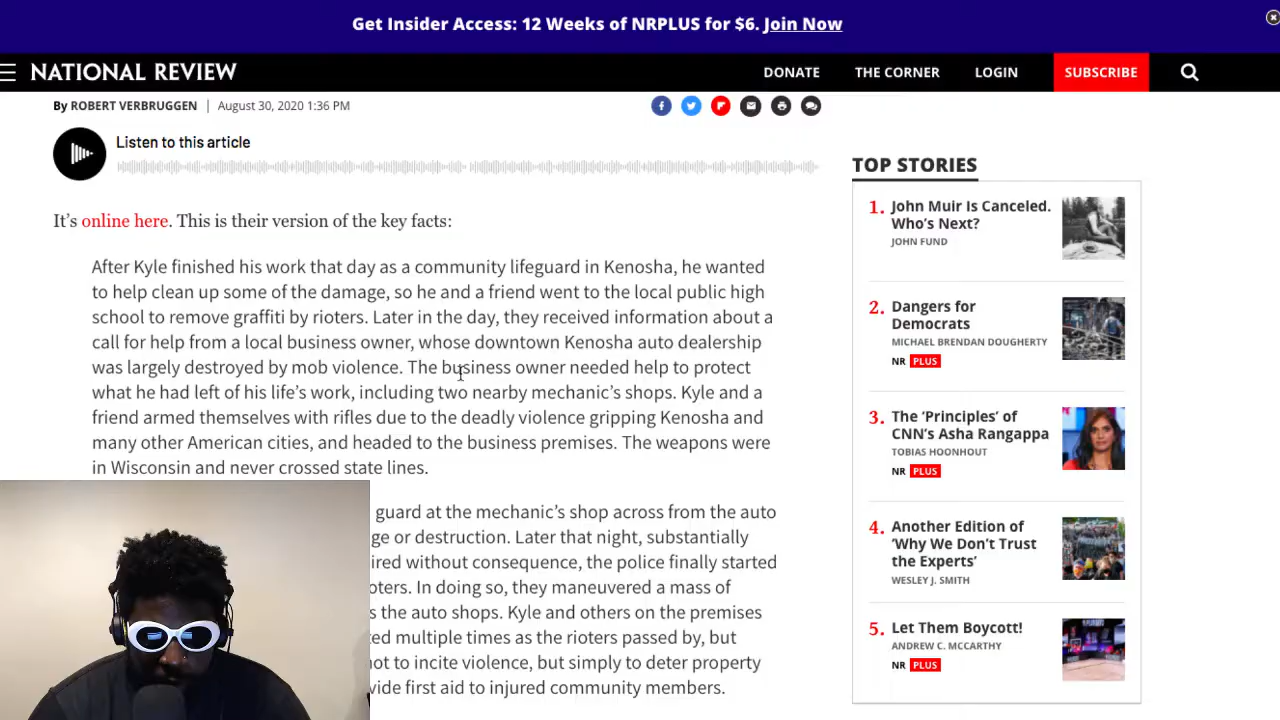 Get Insider Access: 12 Weeks of NRPLUS for $6. Join Now
NATIONAL REVIEW
DONATE
THE CORNER
LOGIN
SUBSCRIBE
By ROBERT VERBRUGGEN | August 30, 2020 1:36 PM
Listen to this article
It's online here. This is their version of the key facts:
After Kyle finished his work that day as a community lifeguard in Kenosha, he wanted
to help clean up some of the damage, so he and a friend went to the local public high
school to remove graffiti by rioters. Later in the day, they received information about a
call for help from a local business owner, whose downtown Kenosha auto dealership
was largely destroyed by mob violence. The business owner needed help to protect
what he had left of his life's work, including two nearby mechanic's shops. Kyle and a
friend armed themselves with rifles due to the deadly violence gripping Kenosha and
many other American cities, and headed to the business premises. The weapons were
in Wisconsin and never crossed state lines.
guard at the mechanic's shop across from the auto
ge or destruction. Later that night, substantially
ired without consequence, the police finally started
oters. In doing so, they maneuvered a mass of
s the auto shops. Kyle and others on the premises
ted multiple times as the rioters passed by, but
not to incite violence, but simply to deter property
vide first aid to injured community members.
TOP STORIES
1. John Muir Is Canceled.
Who's Next?
JOHN FUND
2. Dangers for
Democrats
MICHAEL BRENDAN DOUGHERTY
NR PLUS
3. The 'Principles' of
CNN's Asha Rangappa
TOBIAS HOONHOUT
NR PLUS
4. Another Edition of
'Why We Don't Trust
the Experts'
WESLEY J. SMITH
5. Let Them Boycott!
ANDREW C. MCCARTHY
NR PLUS